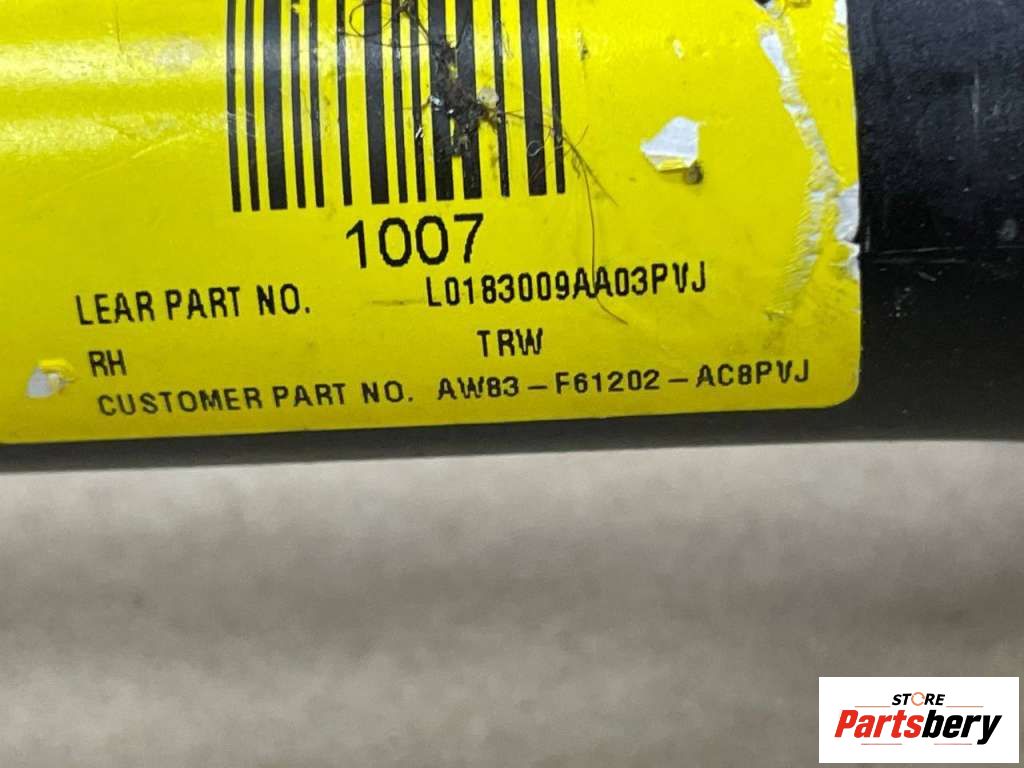 1007
LEAR PART NO. L0183009AA03PVJ
RH TRW
CUSTOMER PART NO. AW83-F61202-AC8PVJ
STORE
Partsbery